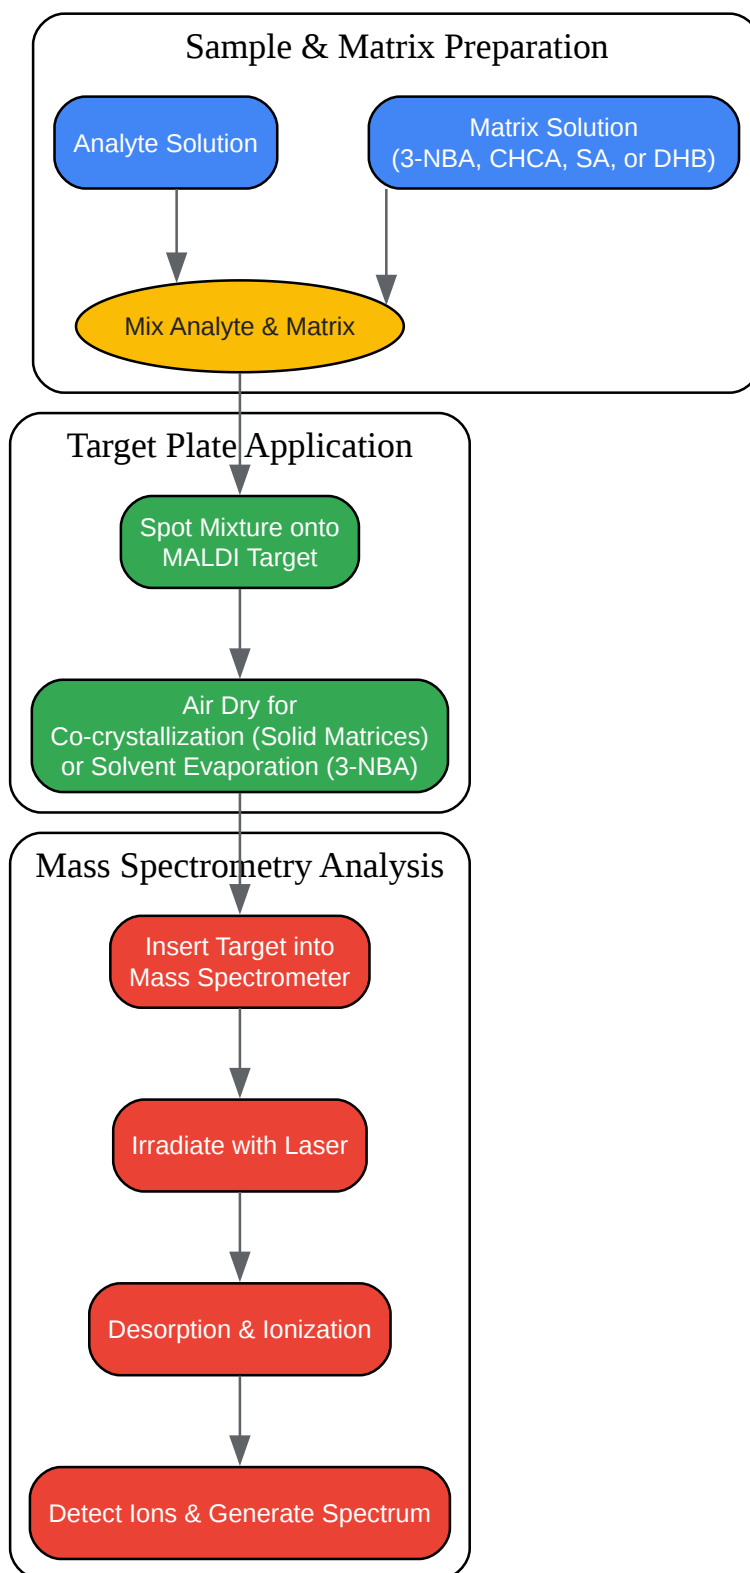 Sample & Matrix Preparation
Analyte Solution
Matrix Solution
(3-NBA, CHCA, SA, or DHB)
Mix Analyte & Matrix
Target Plate Application
Spot Mixture onto
MALDI Target
Air Dry for
Co-crystallization (Solid Matrices)
or Solvent Evaporation (3-NBA)
Mass Spectrometry Analysis
Insert Target into
Mass Spectrometer
Irradiate with Laser
Desorption & Ionization
Detect Ions & Generate Spectrum